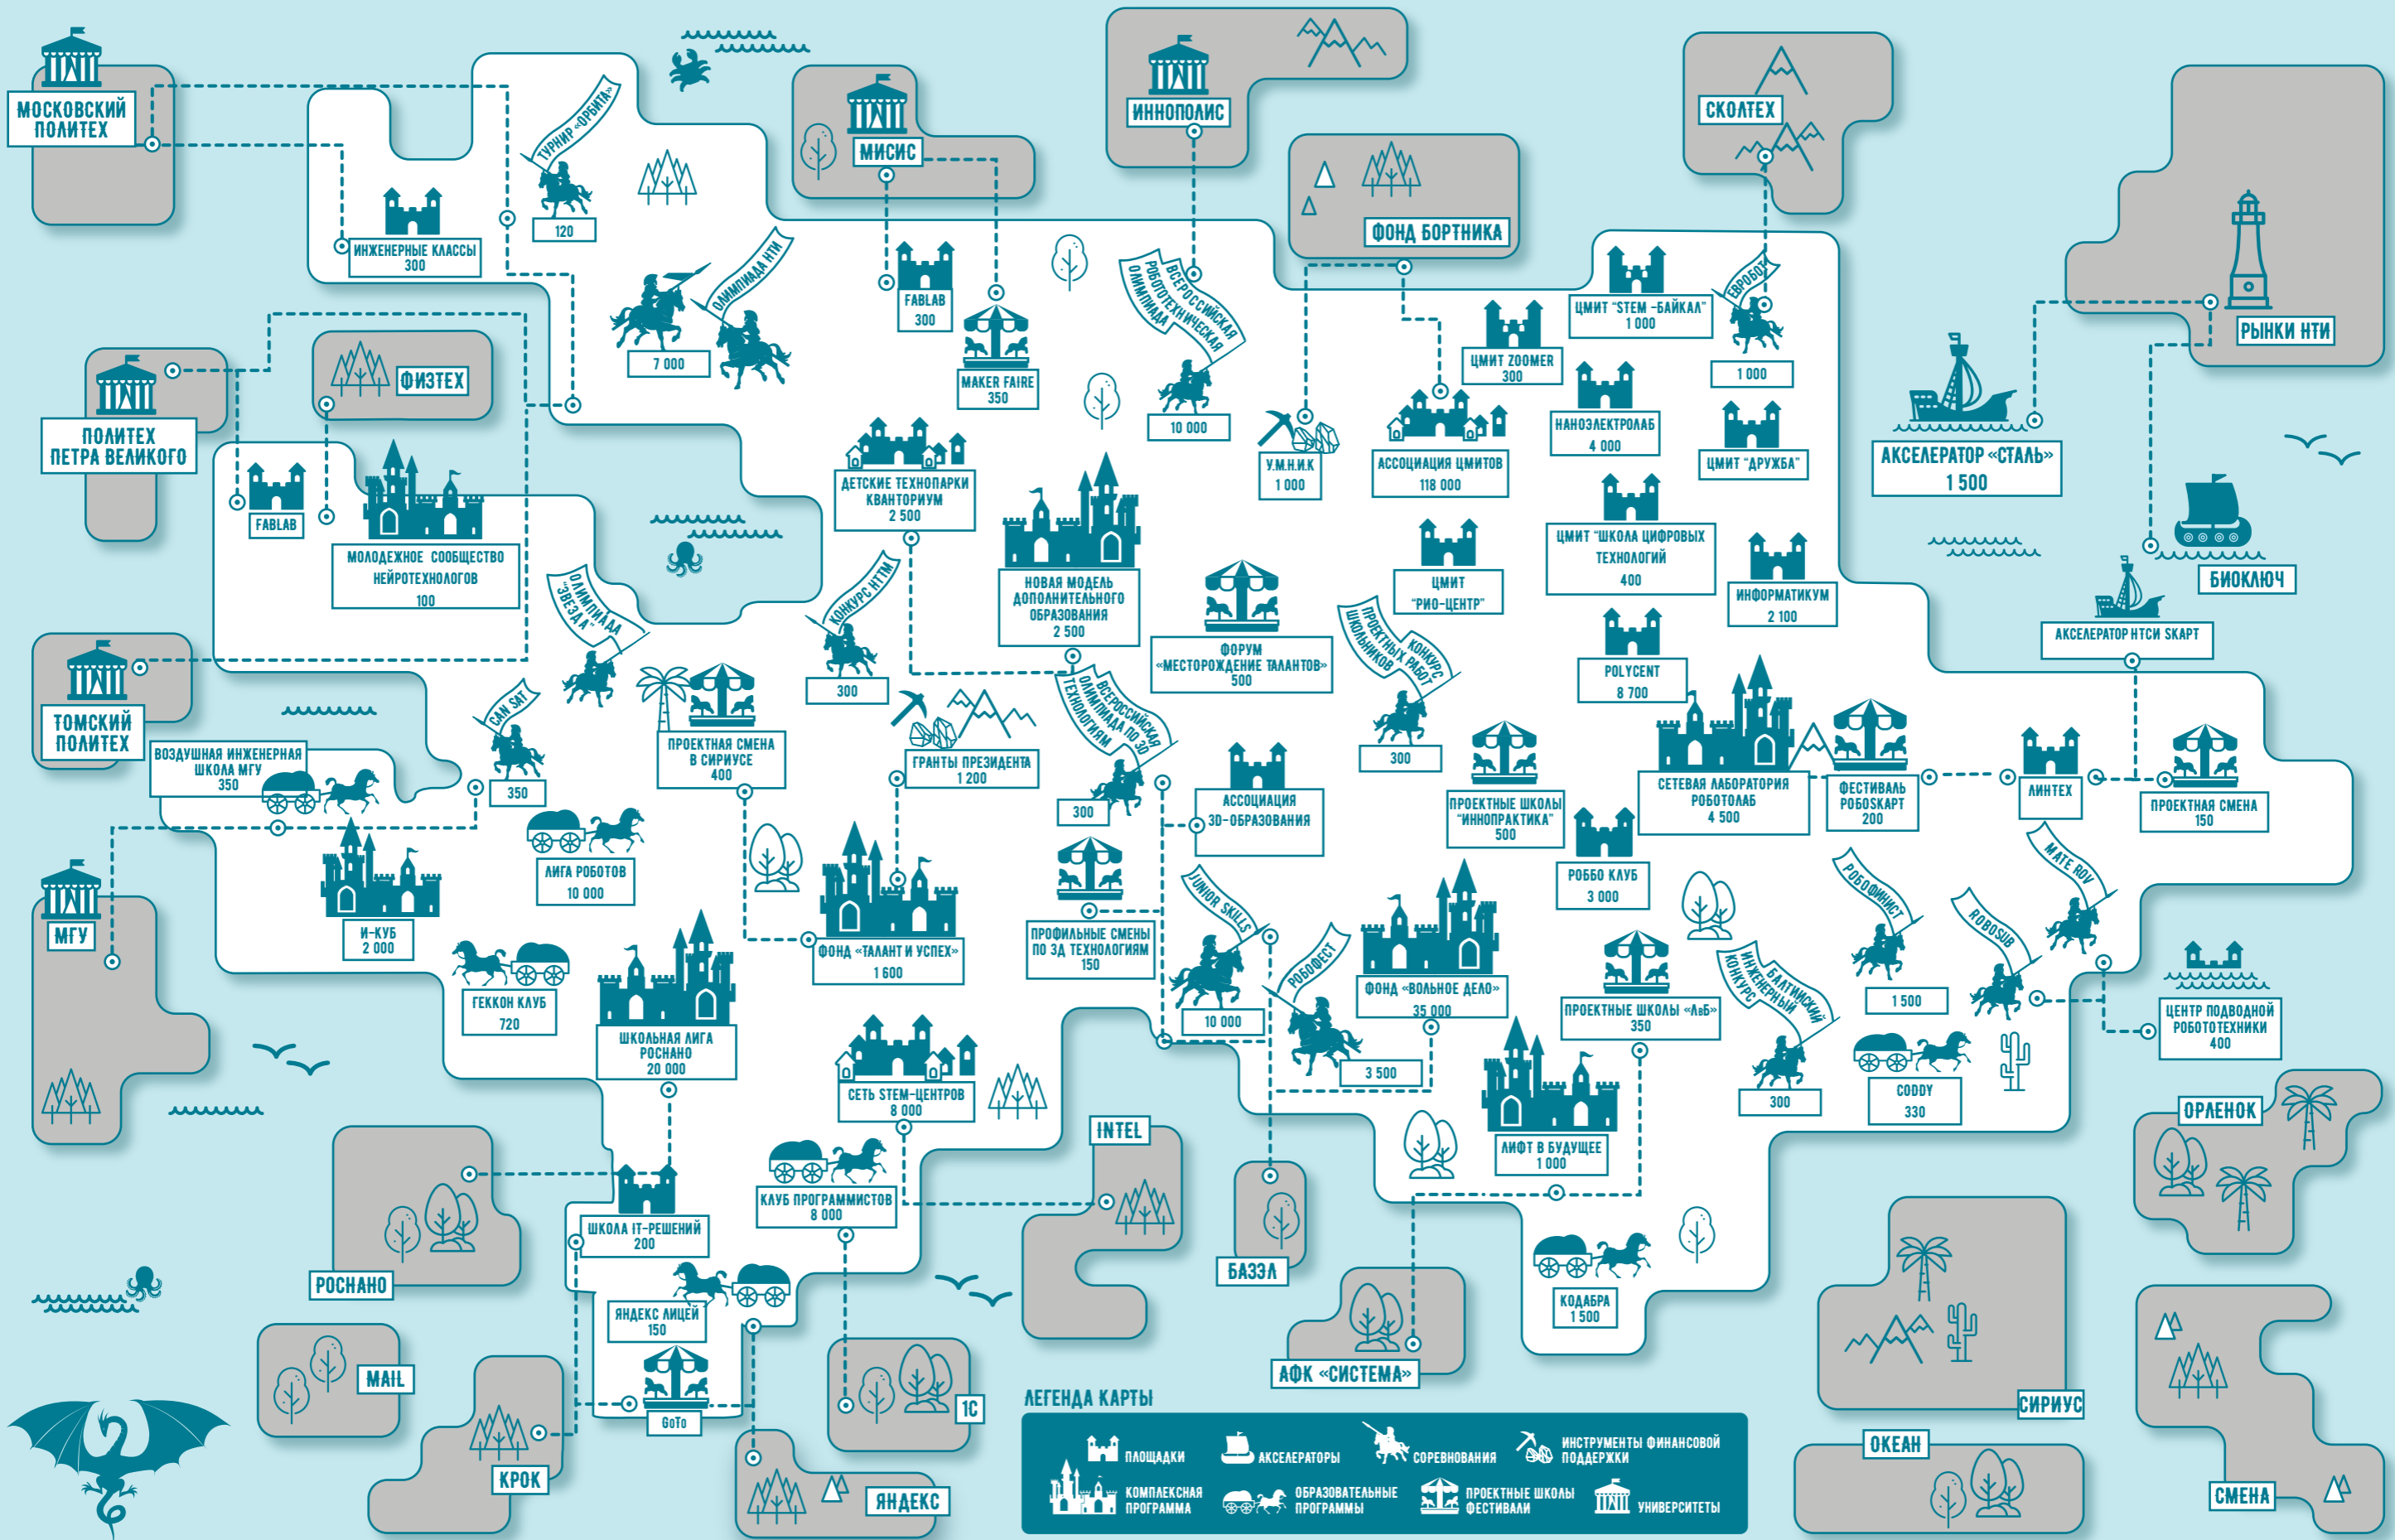 МОСКОВСКИЙ
ПОЛИТЕХ
ИНЖЕНЕРНЫЕ КЛАССЫ
300
ТУРНИР «ОРБИТА»
120
МИСИС
ИННОПОЛИС
СКОЛТЕХ
ФОНД БОРТНИКА
РЫНКИ НТИ
ОЛИМПИАДА НТИ
7 000
FABLAB
300
MAKER FAIRE
350
ВСЕРОССИЙСКАЯ
РОБОТОТЕХНИЧЕСКАЯ
ОЛИМПИАДА
10 000
У.М.Н.И.К
1 000
АССОЦИАЦИЯ ЦМИТОВ
118 000
ЦМИТ ZOOMER
300
ЦМИТ "STEM -БАЙКАЛ"
1 000
ЕВРОБОТ
1 000
НАНОЭЛЕКТРОЛАБ
4 000
ЦМИТ "ДРУЖБА"
АКСЕЛЕРАТОР «СТАЛЬ»
1 500
БИОКЛЮЧ
АКСЕЛЕРАТОР НТСИ SKАРТ
ПОЛИТЕХ
ПЕТРА ВЕЛИКОГО
ФИЗТЕХ
FABLAB
МОЛОДЕЖНОЕ СООБЩЕСТВО
НЕЙРОТЕХНОЛОГОВ
100
ДЕТСКИЕ ТЕХНОПАРКИ
КВАНТОРИУМ
2 500
НОВАЯ МОДЕЛЬ
ДОПОЛНИТЕЛЬНОГО
ОБРАЗОВАНИЯ
2 500
ЦМИТ
"РИО-ЦЕНТР"
ЦМИТ "ШКОЛА ЦИФРОВЫХ
ТЕХНОЛОГИЙ
400
ИНФОРМАТИКУМ
2 100
POLYCENT
8 700
ФОРУМ
«МЕСТОРОЖДЕНИЕ ТАЛАНТОВ»
500
КОНКУРС
ПРОЕКТНЫХ РАБОТ
ШКОЛЬНИКОВ
300
ОЛИМПИАДА
"ЗВЕЗДА"
КОНКУРС НТТМ
300
ТОМСКИЙ
ПОЛИТЕХ
ВОЗДУШНАЯ ИНЖЕНЕРНАЯ
ШКОЛА МГУ
350
CAN SAT
350
ПРОЕКТНАЯ СМЕНА
В СИРИУСЕ
400
ГРАНТЫ ПРЕЗИДЕНТА
1 200
ВСЕРОССИЙСКАЯ
ОЛИМПИАДА ПО 3D
ТЕХНОЛОГИЯМ
300
АССОЦИАЦИЯ
3D-ОБРАЗОВАНИЯ
ПРОЕКТНЫЕ ШКОЛЫ
"ИННОПРАКТИКА"
500
СЕТЕВАЯ ЛАБОРАТОРИЯ
РОБОТОЛАБ
4 500
ФЕСТИВАЛЬ
РОБОSKАРТ
200
ЛИНТЕХ
ПРОЕКТНАЯ СМЕНА
150
МГУ
И-КУБ
2 000
ЛИГА РОБОТОВ
10 000
ГЕККОН КЛУБ
720
ШКОЛЬНАЯ ЛИГА
РОСНАНО
20 000
ФОНД «ТАЛАНТ И УСПЕХ»
1 600
ПРОФИЛЬНЫЕ СМЕНЫ
ПО 3Д ТЕХНОЛОГИЯМ
150
JUNIOR SKILLS
10 000
РОБОФЕСТ
3 500
ФОНД «ВОЛЬНОЕ ДЕЛО»
35 000
РОББО КЛУБ
3 000
ПРОЕКТНЫЕ ШКОЛЫ «ЛвБ»
350
БАЛТИЙСКИЙ
ИНЖЕНЕРНЫЙ
КОНКУРС
300
РОБОФИНИСТ
1 500
ROBOSUB
MATE ROV
ЦЕНТР ПОДВОДНОЙ
РОБОТОТЕХНИКИ
400
CODDY
330
ЛИФТ В БУДУЩЕЕ
1 000
СЕТЬ STEM-ЦЕНТРОВ
8 000
КЛУБ ПРОГРАММИСТОВ
8 000
INTEL
БАЗЭЛ
ОРЛЕНОК
РОСНАНО
ШКОЛА IT-РЕШЕНИЙ
200
ЯНДЕКС ЛИЦЕЙ
150
GoTo
КОДАБРА
1 500
АФК «СИСТЕМА»
MAIL
КРОК
1С
ЯНДЕКС
СИРИУС
ОКЕАН
СМЕНА
ЛЕГЕНДА КАРТЫ
ПЛОЩАДКИ
АКСЕЛЕРАТОРЫ
СОРЕВНОВАНИЯ
ИНСТРУМЕНТЫ ФИНАНСОВОЙ
ПОДДЕРЖКИ
КОМПЛЕКСНАЯ
ПРОГРАММА
ОБРАЗОВАТЕЛЬНЫЕ
ПРОГРАММЫ
ПРОЕКТНЫЕ ШКОЛЫ
ФЕСТИВАЛИ
УНИВЕРСИТЕТЫ